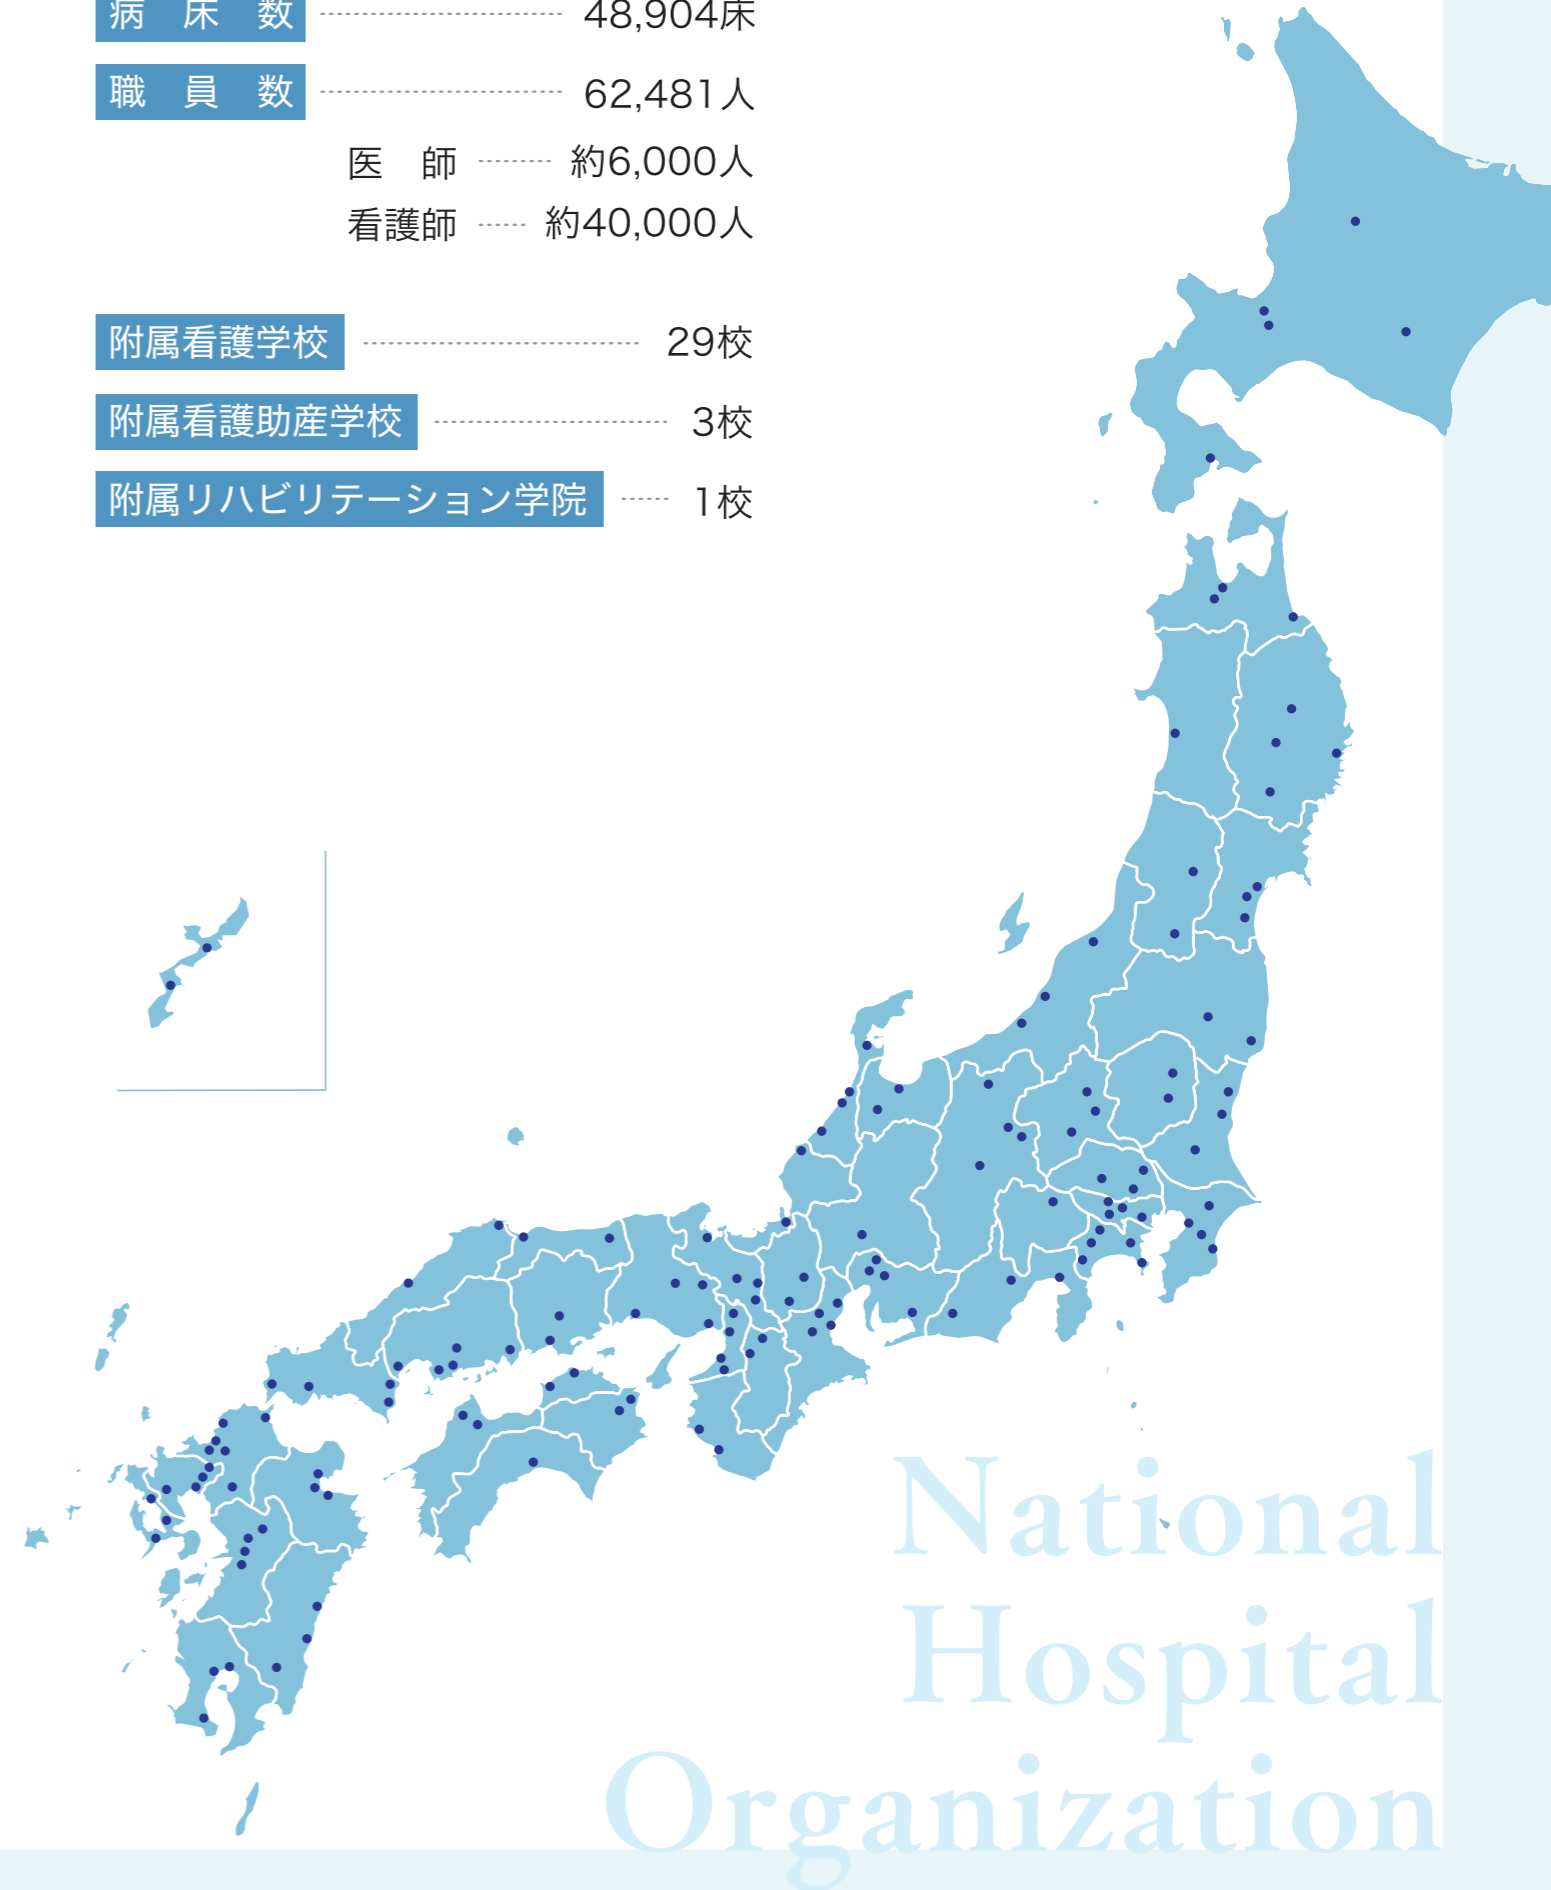 病　床　数 48,904床
職　員　数 62,481人
医　師 約6,000人
看護師 約40,000人
附属看護学校 29校
附属看護助産学校 3校
附属リハビリテーション学院 1校
National
Hospital
Organization